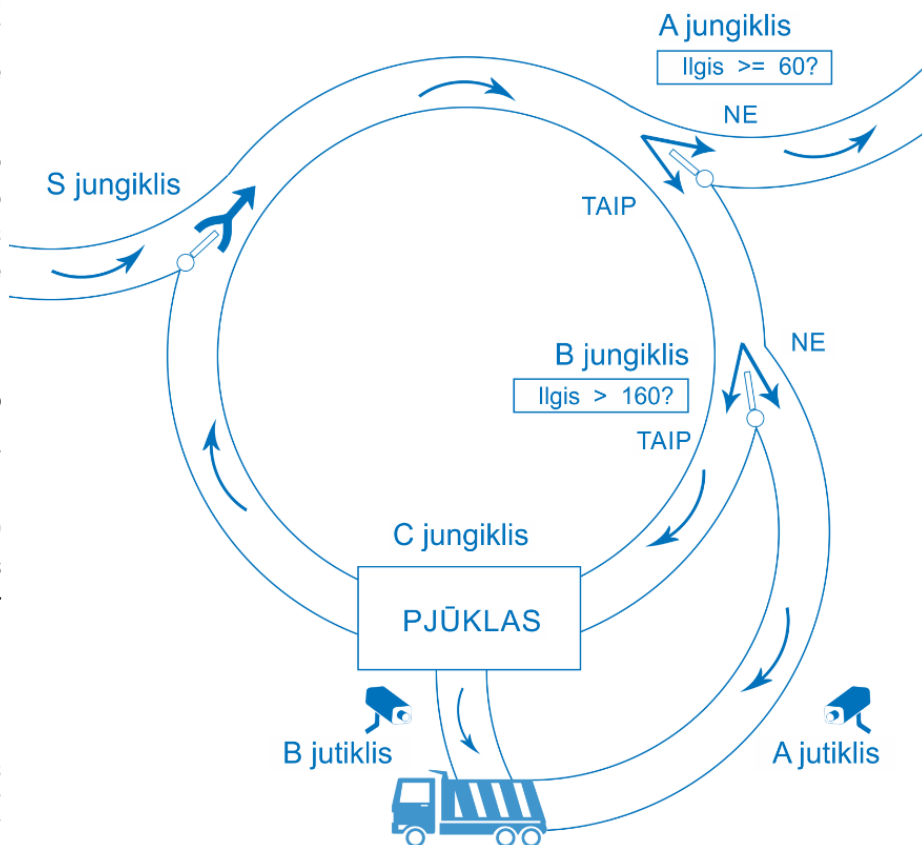 A jungiklis
Ilgis >= 60?
NE
S jungiklis
TAIP
B jungiklis
NE
Ilgis > 160?
TAIP
C jungiklis
PJŪKLAS
B jutiklis
A jutiklis